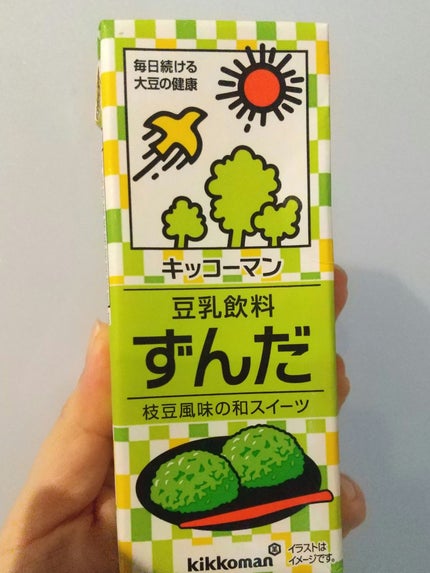 毎日続ける
大豆の健康
キッコーマン
豆乳飲料
ずんだ
枝豆風味の和スイーツ
kikkoman
イラストは
イメージです。